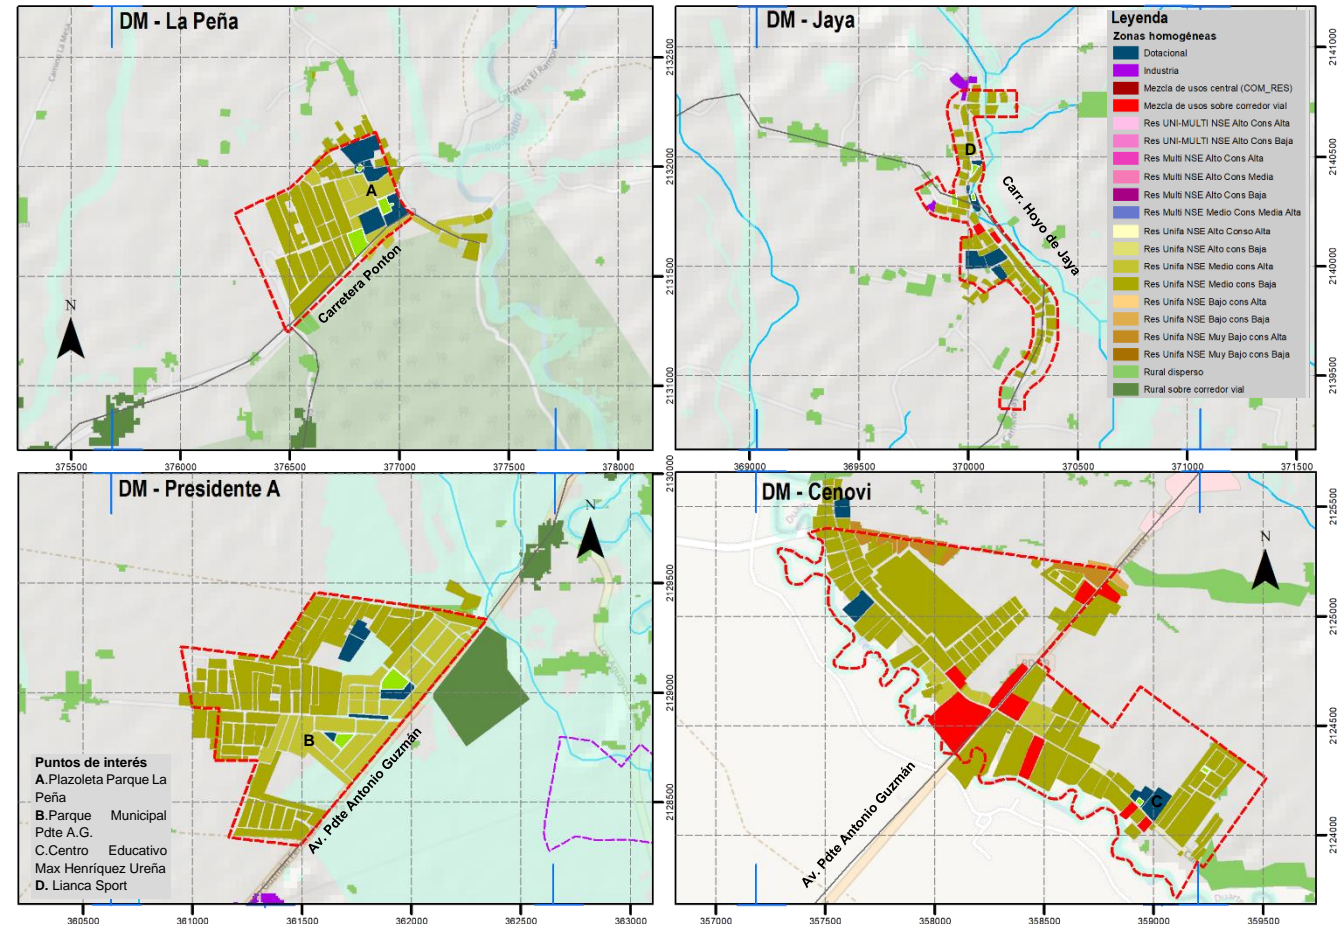 DM - La Peña
Camino La Mesa
Carretera El Ramón
A
Carretera Ponton
N
2132500
2132000
2131500
2131000
375500
376000
376500
377000
377500
378000
DM - Jaya
D
Carr. Hoyo de Jaya
Leyenda
Zonas homogéneas
Dotacional
Industria
Mezcla de usos central (COM_RES)
Mezcla de usos sobre corredor vial
Res UNI-MULTI NSE Alto Cons Alta
Res UNI-MULTI NSE Alto Cons Baja
Res Multi NSE Alto Cons Alta
Res Multi NSE Alto Cons Media
Res Multi NSE Alto Cons Baja
Res Multi NSE Medio Cons Media Alta
Res Unifa NSE Alto Conso Alta
Res Unifa NSE Alto cons Baja
Res Unifa NSE Medio cons Alta
Res Unifa NSE Medio cons Baja
Res Unifa NSE Bajo cons Alta
Res Unifa NSE Bajo cons Baja
Res Unifa NSE Muy Bajo cons Alta
Res Unifa NSE Muy Bajo cons Baja
Rural disperso
Rural sobre corredor vial
2141000
2140500
2140000
2139500
369000
369500
370000
370500
371000
371500
DM - Presidente A
N
B
Av. Pdte Antonio Guzmán
Puntos de interés
A.Plazoleta Parque La
Peña
B.Parque Municipal
Pdte A.G.
C.Centro Educativo
Max Henríquez Ureña
D. Lianca Sport
2130000
2129500
2129000
2128500
360500
361000
361500
362000
362500
363000
DM - Cenovi
N
C
Av. Pdte Antonio Guzmán
2125500
2125000
2124500
2124000
357000
357500
358000
358500
359000
359500